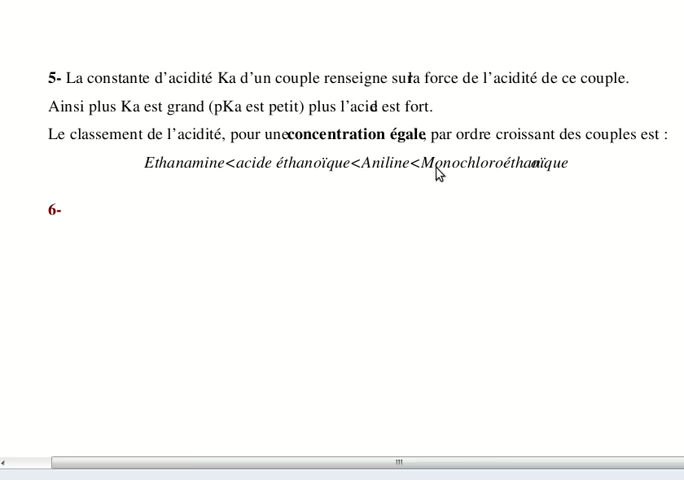 5- La constante d'acidité Ka d'un couple renseigne sur la force de l'acidité de ce couple.
Ainsi plus Ka est grand (pKa est petit) plus l'acide est fort.
Le classement de l'acidité, pour une concentration égale, par ordre croissant des couples est :
Ethanamine<acide éthanoïque<Aniline<Monochloroéthanoïque
6-